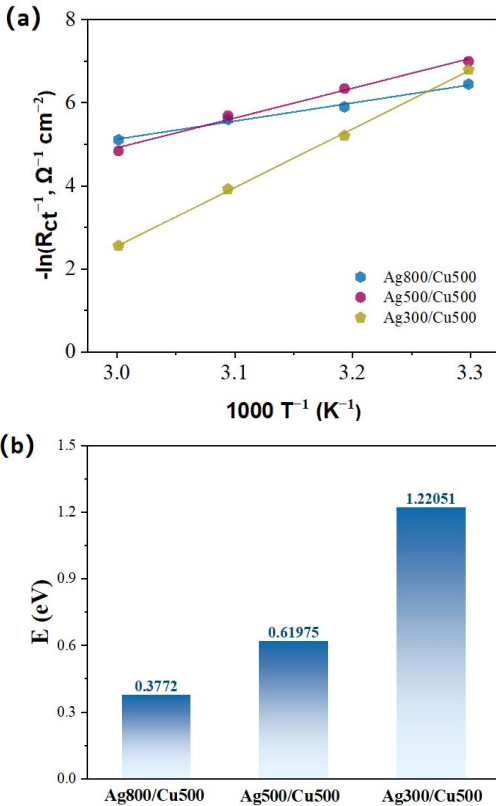 (a)
8
6
4
2
0
-ln(Rct⁻¹, Ω⁻¹ cm⁻²)
Ag800/Cu500
Ag500/Cu500
Ag300/Cu500
3.0 3.1 3.2 3.3
1000 T⁻¹ (K⁻¹)
(b)
1.5
1.2
0.9
0.6
0.3
0.0
E (eV)
0.3772
0.61975
1.22051
Ag800/Cu500 Ag500/Cu500 Ag300/Cu500